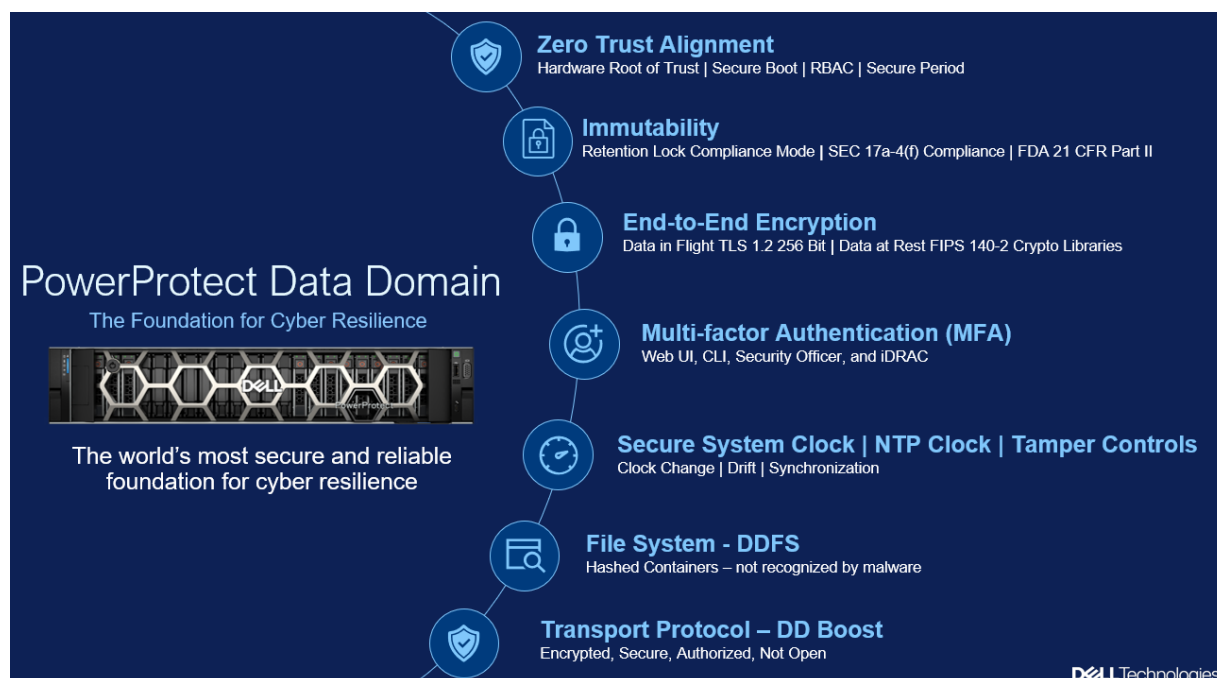 Zero Trust Alignment
Hardware Root of Trust | Secure Boot | RBAC | Secure Period
Immutability
Retention Lock Compliance Mode | SEC 17a-4(f) Compliance | FDA 21 CFR Part II
End-to-End Encryption
Data in Flight TLS 1.2 256 Bit | Data at Rest FIPS 140-2 Crypto Libraries
PowerProtect Data Domain
The Foundation for Cyber Resilience
DELL
PowerProtect
The world's most secure and reliable
foundation for cyber resilience
Multi-factor Authentication (MFA)
Web UI, CLI, Security Officer, and iDRAC
Secure System Clock | NTP Clock | Tamper Controls
Clock Change | Drift | Synchronization
File System - DDFS
Hashed Containers – not recognized by malware
Transport Protocol – DD Boost
Encrypted, Secure, Authorized, Not Open
DELL Technologies